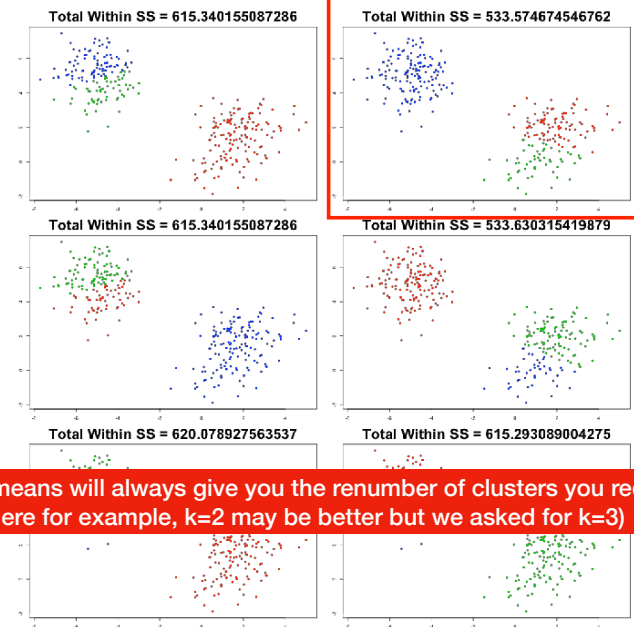 Total Within SS = 615.340155087286
Total Within SS = 533.574674546762
Total Within SS = 615.340155087286
Total Within SS = 533.630315419879
Total Within SS = 620.078927563537
Total Within SS = 615.293089004275
means will always give you the renumber of clusters you
ere for example, k=2 may be better but we asked for k=3)